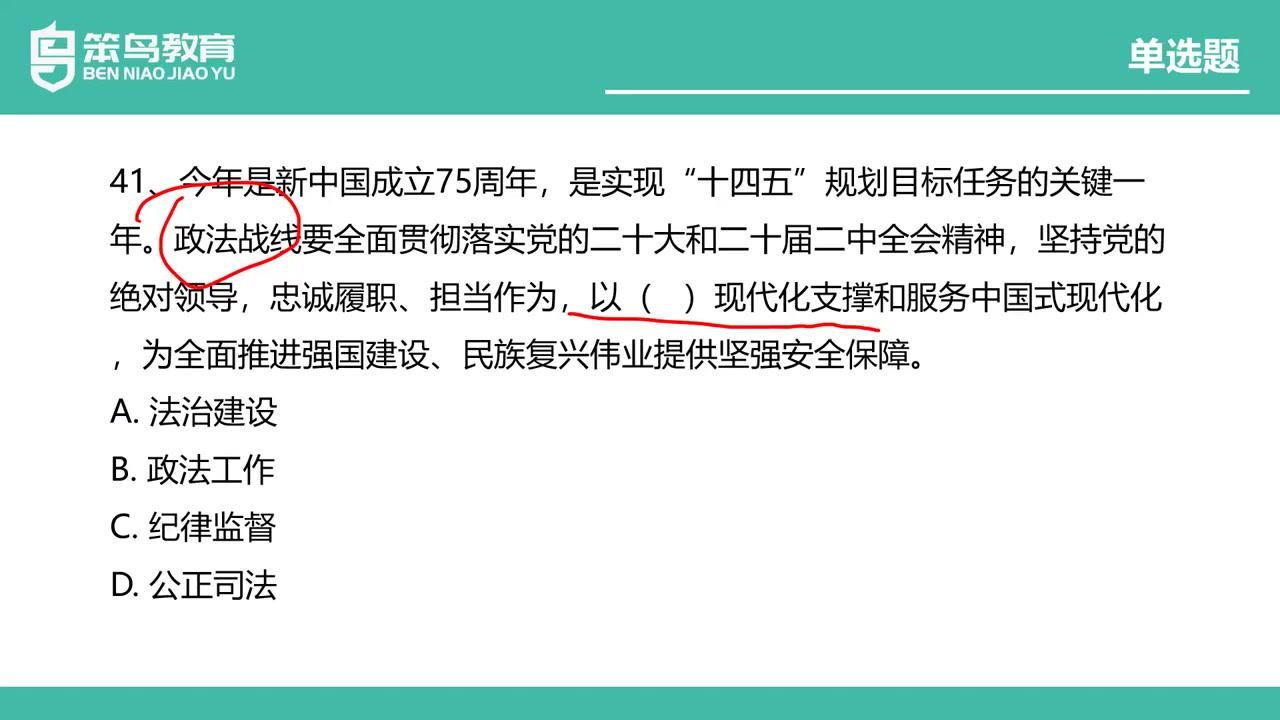 笨鸟教育
BEN NIAO JIAO YU
单选题
41、今年是新中国成立75周年，是实现“十四五”规划目标任务的关键一
年。政法战线要全面贯彻落实党的二十大和二十届二中全会精神，坚持党的
绝对领导，忠诚履职、担当作为，以（ ）现代化支撑和服务中国式现代化
，为全面推进强国建设、民族复兴伟业提供坚强安全保障。
A. 法治建设
B. 政法工作
C. 纪律监督
D. 公正司法